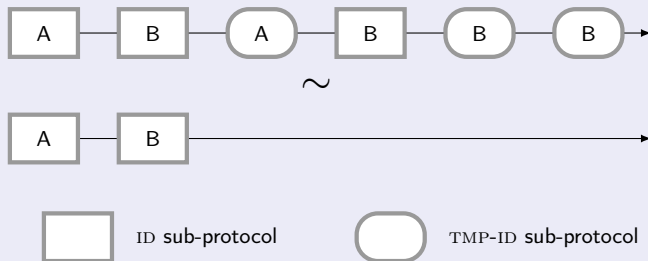 A B A B B B
∼
A B
ID sub-protocol TMP-ID sub-protocol